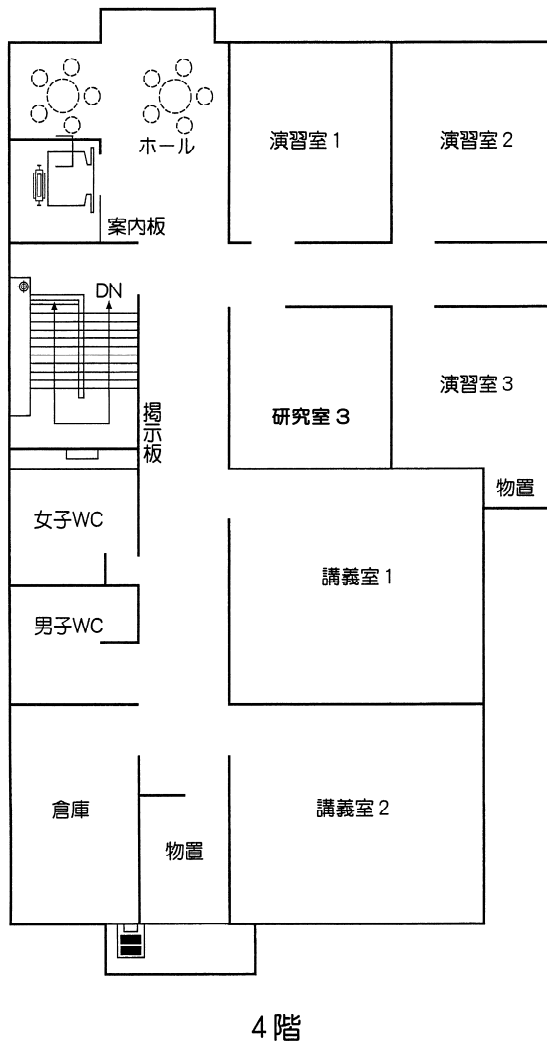 ホール
演習室1
演習室2
案内板
DN
演習室3
掲示板
研究室3
物置
女子WC
講義室1
男子WC
倉庫
講義室2
物置
4階